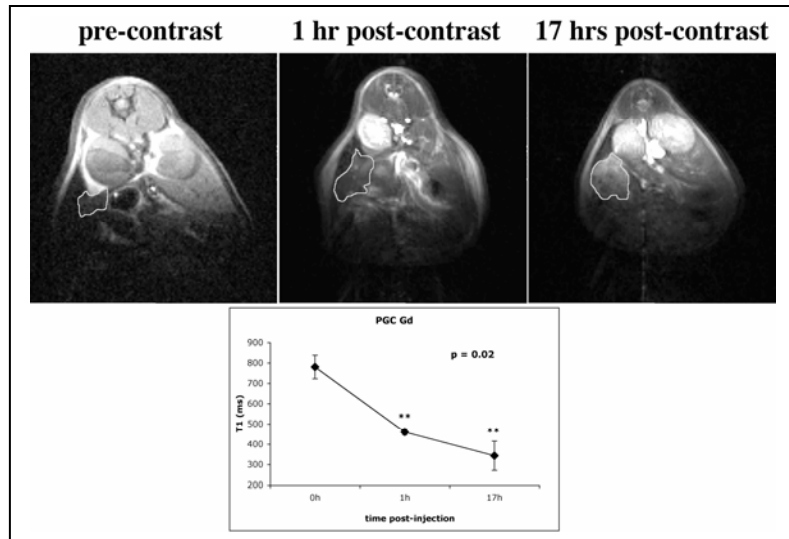 pre-contrast 1 hr post-contrast 17 hrs post-contrast
PGC Gd
900
800
700
600
500
400
300
200
T1 (ms)
p = 0.02
**
**
0h 1h 17h
time post-injection